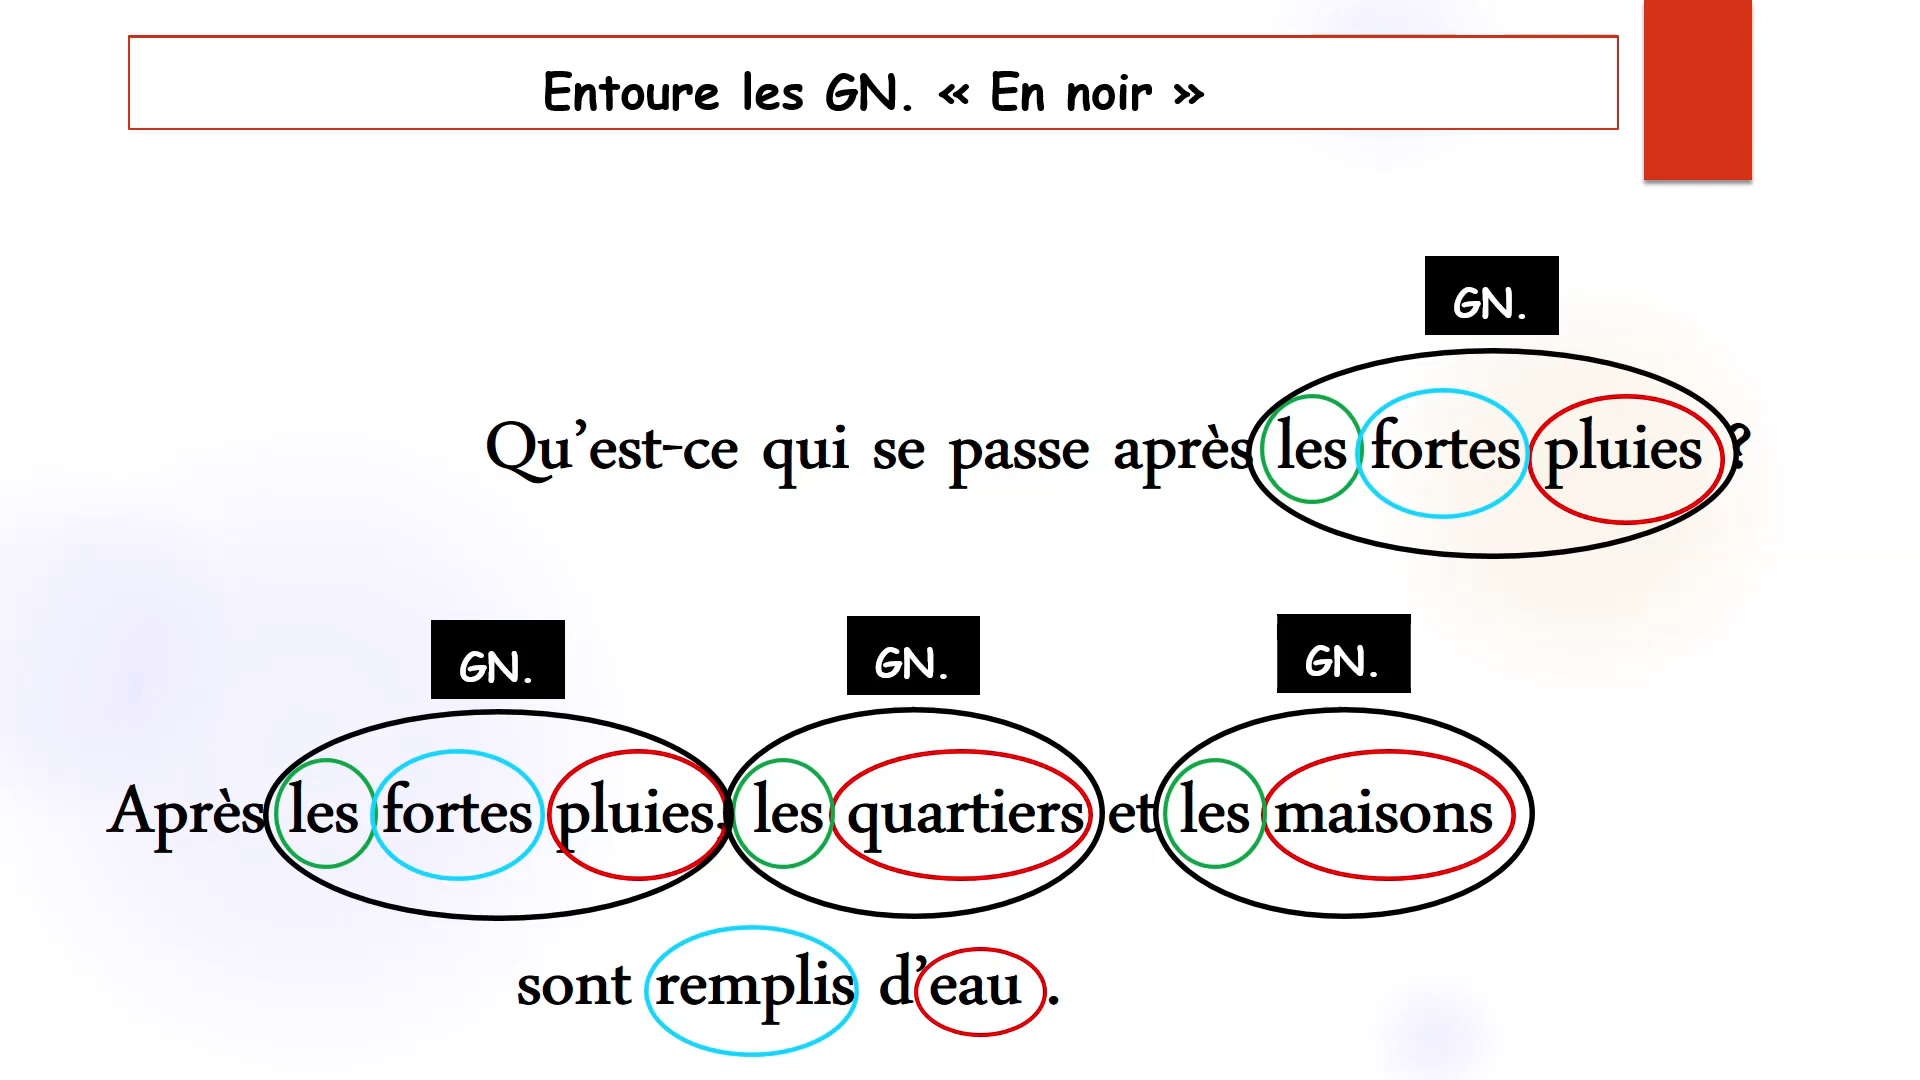 Entoure les GN. « En noir »
GN.
Qu’est-ce qui se passe après les fortes pluies ?
GN. GN. GN.
Après les fortes pluies, les quartiers et les maisons
sont remplis d’eau .